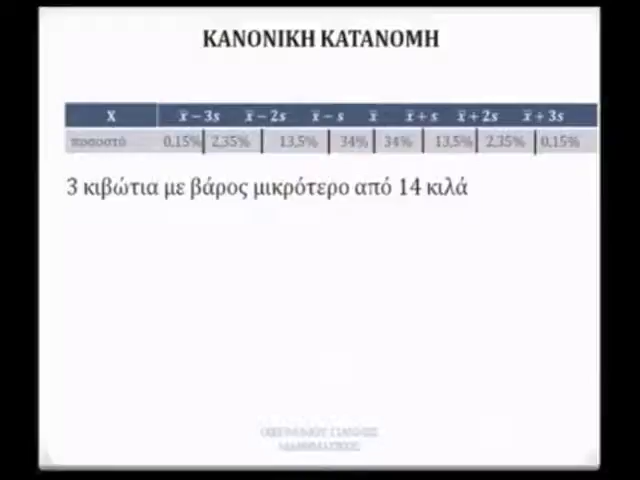 ΚΑΝΟΝΙΚΗ ΚΑΤΑΝΟΜΗ
X x̄ − 3s x̄ − 2s x̄ − s x̄ x̄ + s x̄ + 2s x̄ + 3s
ποσοστό 0,15% 2,35% 13,5% 34% 34% 13,5% 2,35% 0,15%
3 κιβώτια με βάρος μικρότερο από 14 κιλά
ΜΑΘΗΜΑΤΙΚΟΣ